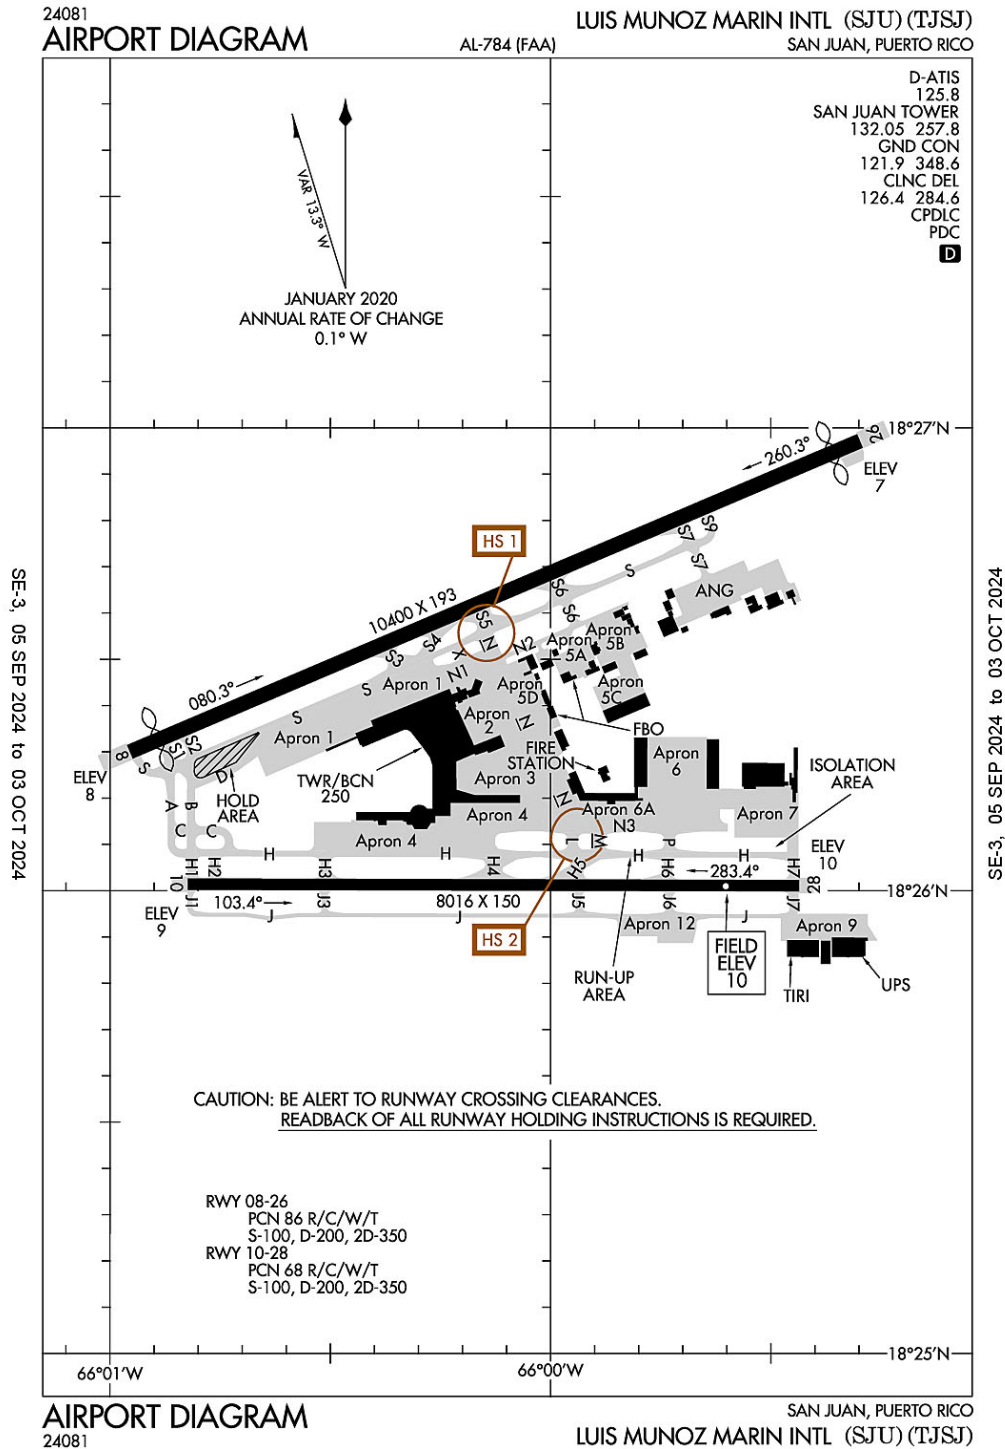 24081
AIRPORT DIAGRAM
AL-784 (FAA)
LUIS MUNOZ MARIN INTL (SJU) (TJSJ)
SAN JUAN, PUERTO RICO
D-ATIS
125.8
SAN JUAN TOWER
132.05 257.8
GND CON
121.9 348.6
CLNC DEL
126.4 284.6
CPDLC
PDC
D
VAR 13.3° W
JANUARY 2020
ANNUAL RATE OF CHANGE
0.1° W
SE-3, 05 SEP 2024 to 03 OCT 2024
SE-3, 05 SEP 2024 to 03 OCT 2024
18°27'N
26
260.3°
ELEV
7
HS 1
S9
S7
S7
S
ANG
S6
S6
10400 X 193
S5
S4
S3
N
N2
X
N1
Apron
5A
Apron
5B
Apron
5C
Apron
5D
Apron 1
S
080.3°
S
Apron 1
Apron
2
N
FBO
8
S1
S2
S
ELEV
8
D
HOLD
AREA
TWR/BCN
250
FIRE
STATION
Apron 3
Apron
6
ISOLATION
AREA
A
B
C
C
Apron 4
Apron 4
N
Apron 6A
N3
Apron 7
L
M
P
ELEV
10
H
H
H
H
H1
H2
H3
H4
H5
H6
H7
283.4°
10
28
18°26'N
ELEV
9
103.4°
8016 X 150
J1
J3
J5
J6
J7
J
J
J
Apron 12
Apron 9
HS 2
FIELD
ELEV
10
RUN-UP
AREA
TIRI
UPS
CAUTION: BE ALERT TO RUNWAY CROSSING CLEARANCES.
READBACK OF ALL RUNWAY HOLDING INSTRUCTIONS IS REQUIRED.
RWY 08-26
PCN 86 R/C/W/T
S-100, D-200, 2D-350
RWY 10-28
PCN 68 R/C/W/T
S-100, D-200, 2D-350
18°25'N
66°01'W
66°00'W
AIRPORT DIAGRAM
24081
SAN JUAN, PUERTO RICO
LUIS MUNOZ MARIN INTL (SJU) (TJSJ)